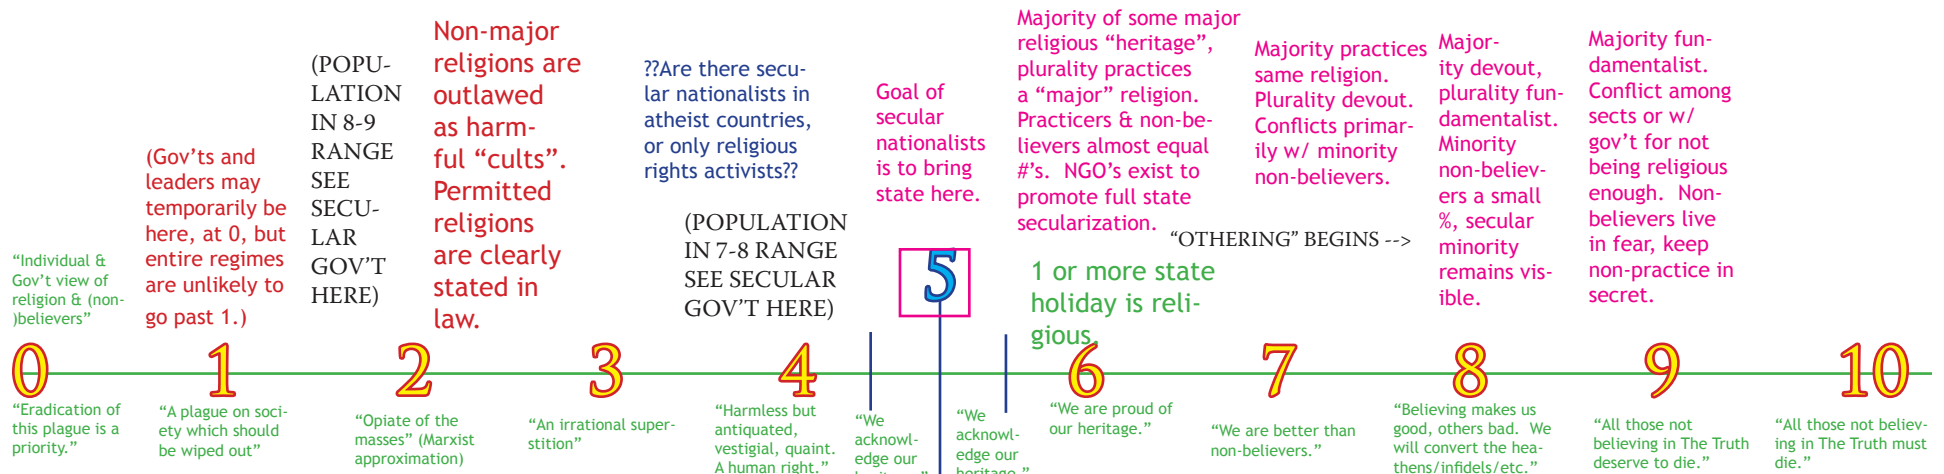 “Individual &
Gov’t view of
religion & (non-
)believers”
(Gov’ts and
leaders may
temporarily be
here, at 0, but
entire regimes
are unlikely to
go past 1.)
(POPU-
LATION
IN 8-9
RANGE
SEE
SECU-
LAR
GOV’T
HERE)
Non-major
religions are
outlawed
as harm-
ful “cults”.
Permitted
religions
are clearly
stated in
law.
??Are there secu-
lar nationalists in
atheist countries,
or only religious
rights activists??
(POPULATION
IN 7-8 RANGE
SEE SECULAR
GOV’T HERE)
Goal of
secular
nationalists
is to bring
state here.
Majority of some major
religious “heritage”,
plurality practices
a “major” religion.
Practicers & non-be-
lievers almost equal
#’s. NGO’s exist to
promote full state
secularization.
1 or more state
holiday is reli-
gious.
Majority practices
same religion.
Plurality devout.
Conflicts primar-
ily w/ minority
non-believers.
“OTHERING” BEGINS -->
Major-
ity devout,
plurality fun-
damentalist.
Minority
non-believ-
ers a small
%, secular
minority
remains vis-
ible.
Majority fun-
damentalist.
Conflict among
sects or w/
gov’t for not
being religious
enough. Non-
believers live
in fear, keep
non-practice in
secret.
0 1 2 3 4 5 6 7 8 9 10
“Eradication of
this plague is a
priority.”
“A plague on soci-
ety which should
be wiped out”
“Opiate of the
masses” (Marxist
approximation)
“An irrational super-
stition”
“Harmless but
antiquated,
vestigial, quaint.
A human right.”
“We
acknowl-
edge our
heritage.”
“We
acknowl-
edge our
heritage.”
“We are proud of
our heritage.”
“We are better than
non-believers.”
“Believing makes us
good, others bad. We
will convert the hea-
thens/infidels/etc.”
“All those not
believing in The Truth
deserve to die.”
“All those not believ-
ing in The Truth must
die.”